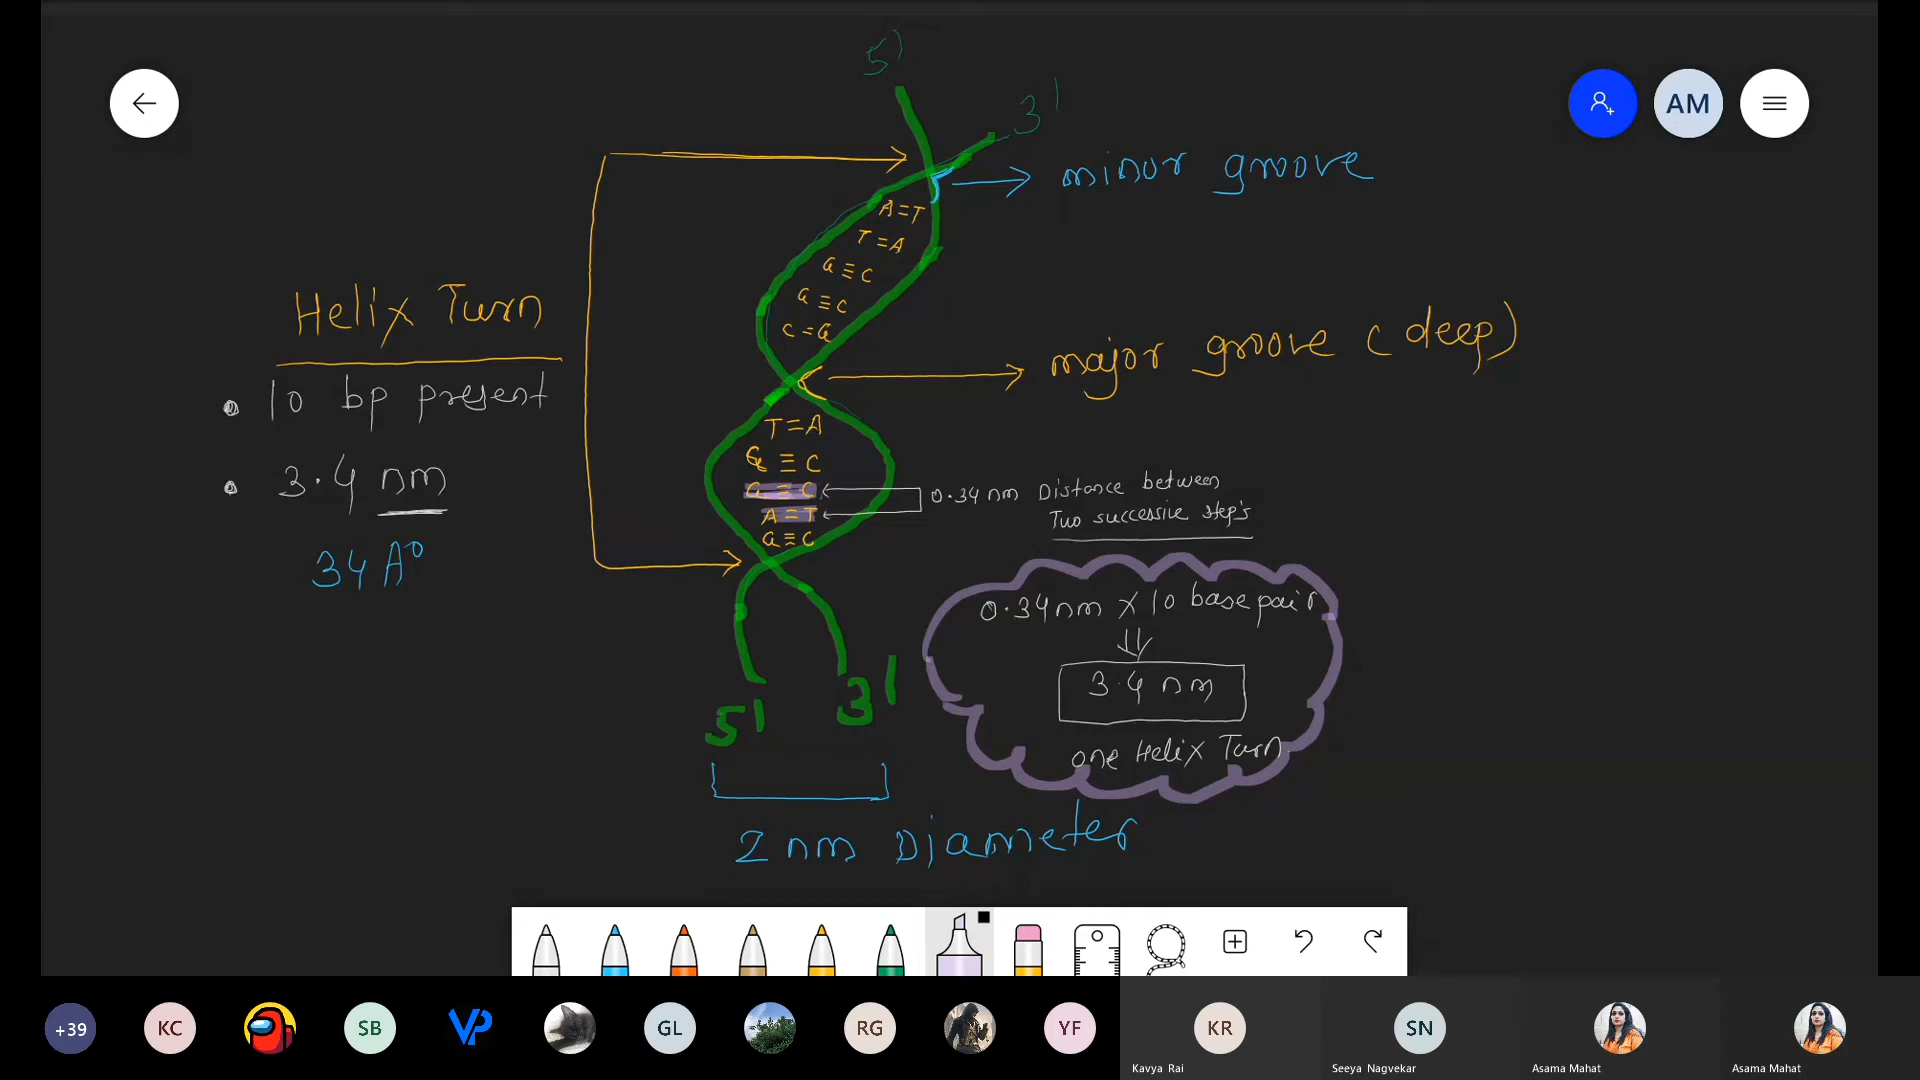 5'
3'
AM
minor groove
A=T
T=A
G≡C
G≡C
C=G
Helix Turn
major groove (deep)
10 bp present
T=A
G≡C
3.4 nm
G≡C
0.34 nm Distance between
A=T
Two successive step's
G≡C
34 A°
0.34nm X 10 base pair
3.4 nm
one Helix Turn
5' 3'
2 nm Diameter
+39
KC
SB
VP
GL
RG
YF
KR
SN
Kavya Rai
Seeya Nagvekar
Asama Mahat
Asama Mahat